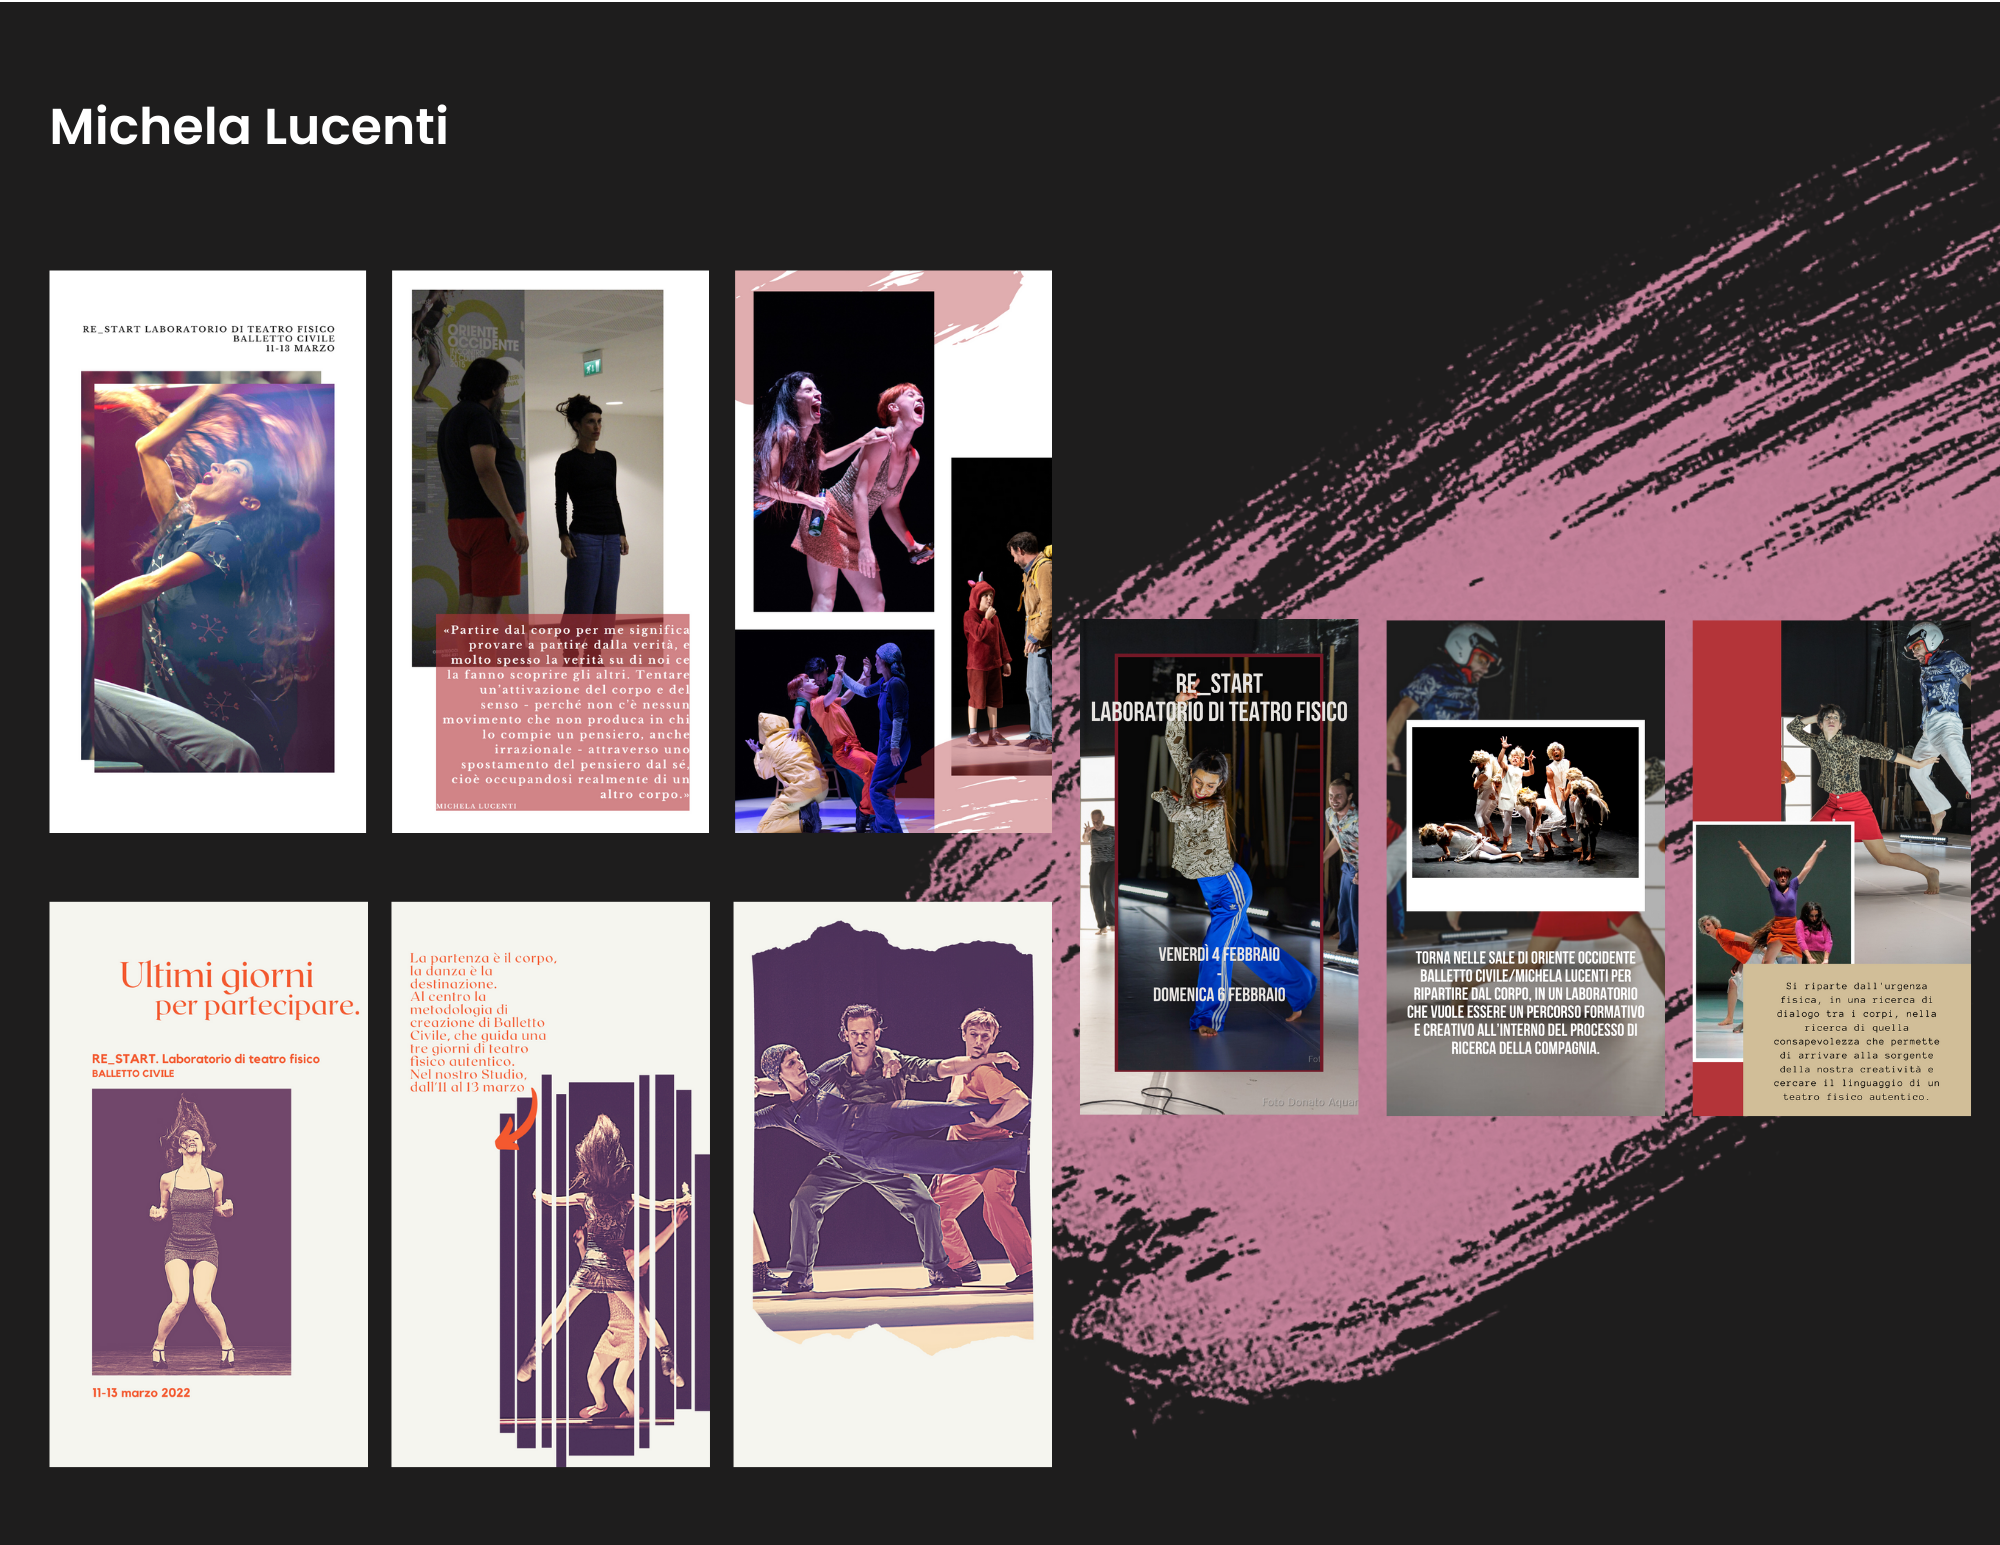 Michela Lucenti
RE_START LABORATORIO DI TEATRO FISICO
BALLETTO CIVILE
11-13 MARZO
ORIENTE
OCCIDENTE
«Partire dal corpo per me significa
provare a partire dalla verità, e
molto spesso la verità su di noi ce
la fanno scoprire gli altri. Tentare
un'attivazione del corpo e del
senso - perché non c'è nessun
movimento che non produca in chi
lo compie un pensiero, anche
irrazionale - attraverso uno
spostamento del pensiero dal sé,
cioè occupandosi realmente di un
altro corpo.»
MICHELA LUCENTI
RE_START
LABORATORIO DI TEATRO FISICO
VENERDÌ 4 FEBBRAIO
-
DOMENICA 6 FEBBRAIO
Fot
Foto Donato Aquar
TORNA NELLE SALE DI ORIENTE OCCIDENTE
BALLETTO CIVILE/MICHELA LUCENTI PER
RIPARTIRE DAL CORPO, IN UN LABORATORIO
CHE VUOLE ESSERE UN PERCORSO FORMATIVO
E CREATIVO ALL'INTERNO DEL PROCESSO DI
RICERCA DELLA COMPAGNIA.
Si riparte dall'urgenza
fisica, in una ricerca di
dialogo tra i corpi, nella
ricerca di quella
consapevolezza che permette
di arrivare alla sorgente
della nostra creatività e
cercare il linguaggio di un
teatro fisico autentico.
Ultimi giorni
per partecipare.
RE_START. Laboratorio di teatro fisico
BALLETTO CIVILE
11-13 marzo 2022
La partenza è il corpo,
la danza è la
destinazione.
Al centro la
metodologia di
creazione di Balletto
Civile, che guida una
tre giorni di teatro
fisico autentico.
Nel nostro Studio,
dall'11 al 13 marzo